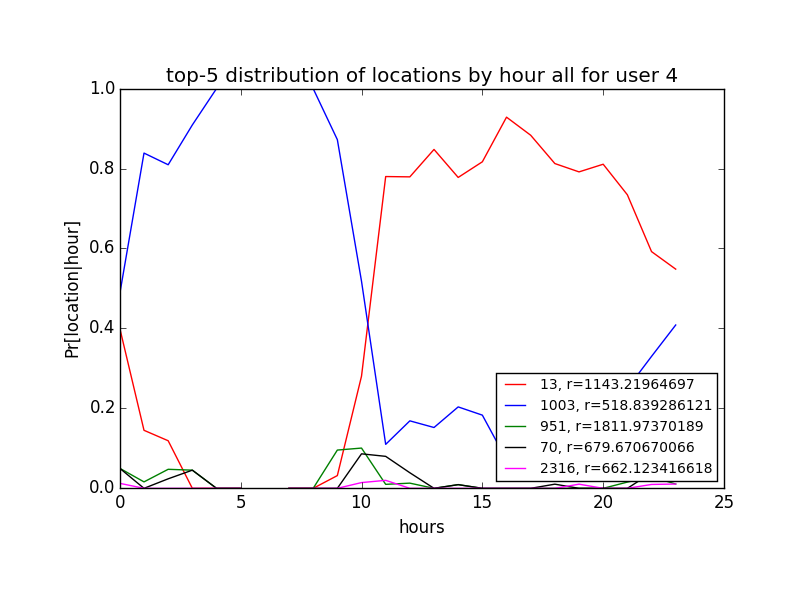 top-5 distribution of locations by hour all for user 4
1.0
0.8
0.6
0.4
0.2
0.0
Pr[location|hour]
13, r=1143.21964697
1003, r=518.839286121
951, r=1811.97370189
70, r=679.670670066
2316, r=662.123416618
0 5 10 15 20 25
hours